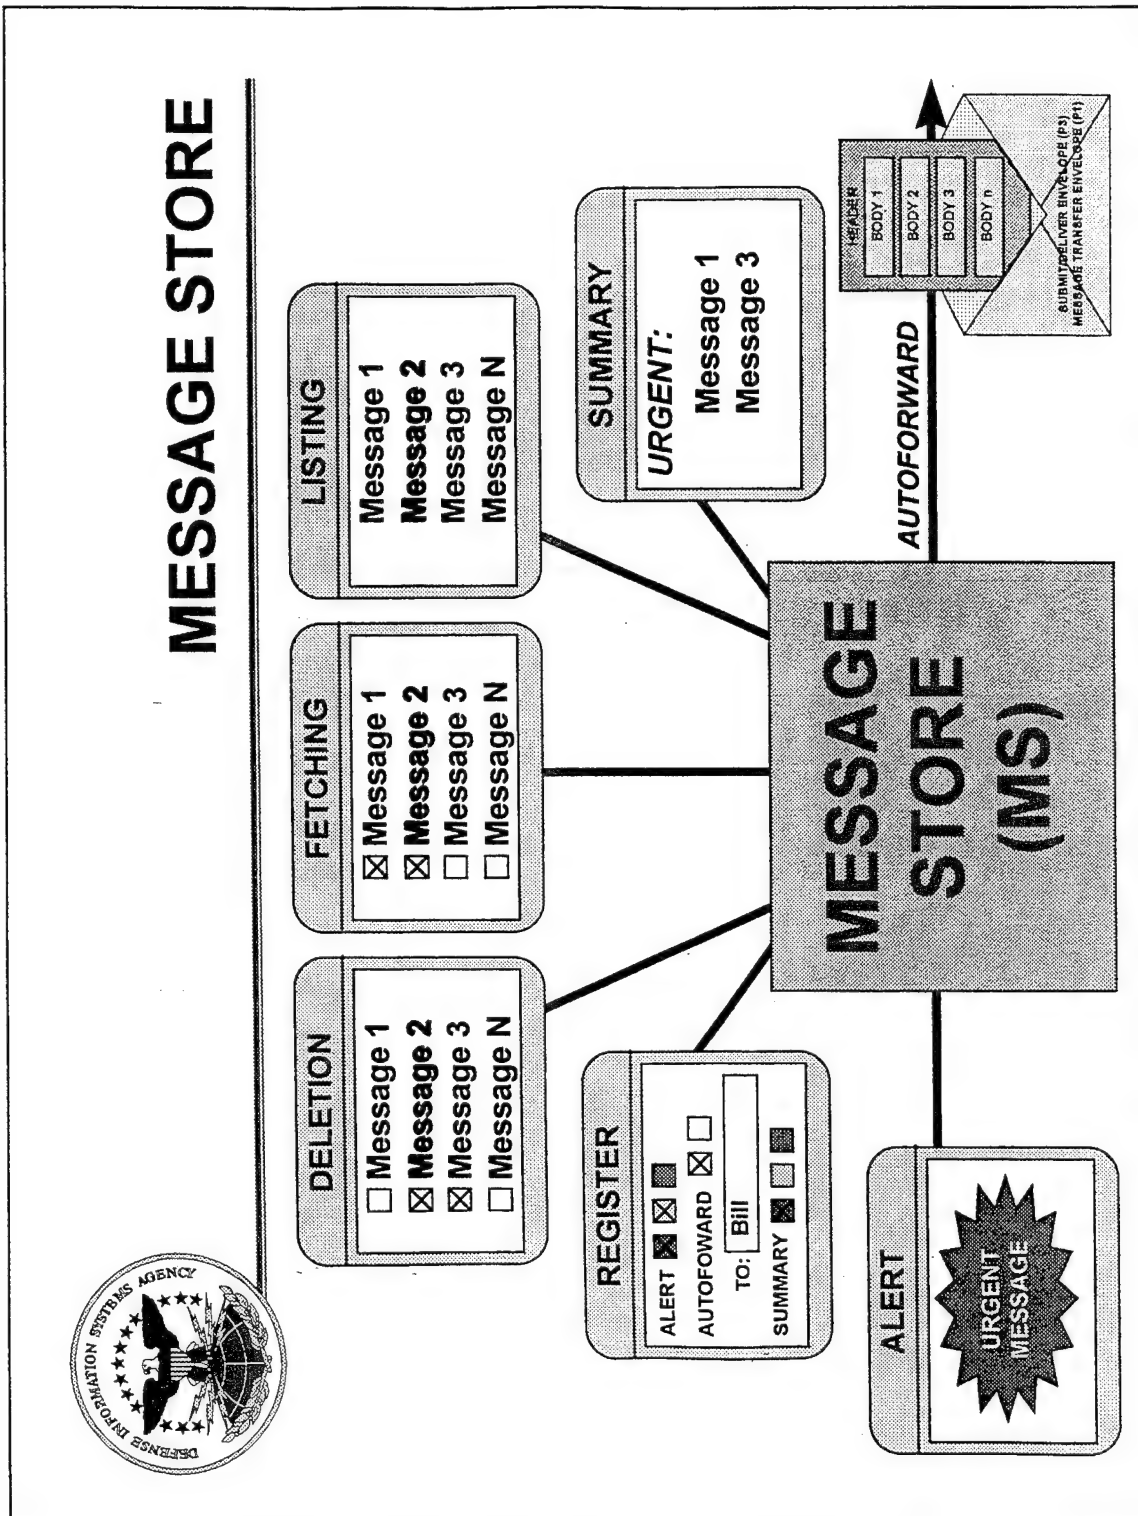 DEFENSE INFORMATION SYSTEMS AGENCY
MESSAGE STORE
DELETION
Message 1
Message 2
Message 3
Message N
FETCHING
Message 1
Message 2
Message 3
Message N
LISTING
Message 1
Message 2
Message 3
Message N
REGISTER
ALERT
AUTOFOWARD
TO: Bill
SUMMARY
SUMMARY
URGENT:
Message 1
Message 3
ALERT
URGENT
MESSAGE
MESSAGE
STORE
(MS)
AUTOFORWARD
HEADER
BODY 1
BODY 2
BODY 3
BODY n
SUBMIT/DELIVER ENVELOPE (P3)
MESSAGE TRANSFER ENVELOPE (P1)